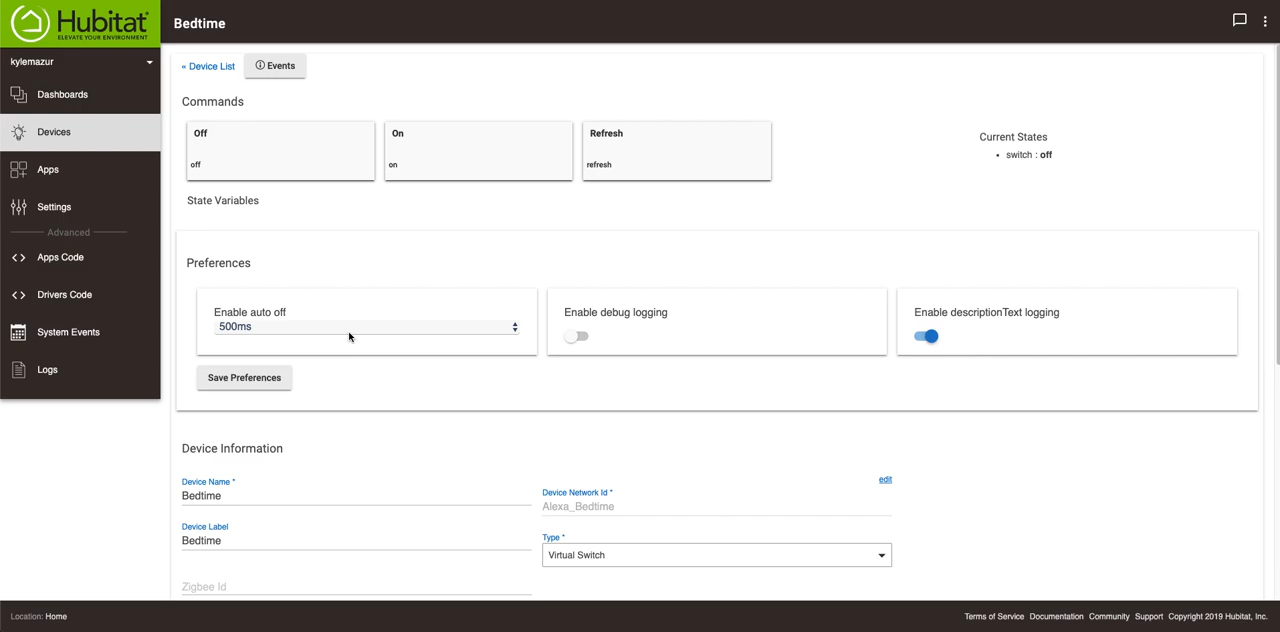 Hubitat
ELEVATE YOUR ENVIRONMENT
Bedtime
kylemazur
Dashboards
Devices
Apps
Settings
Advanced
Apps Code
Drivers Code
System Events
Logs
« Device List
Events
Commands
Off
off
On
on
Refresh
refresh
Current States
• switch : off
State Variables
Preferences
Enable auto off
500ms
Enable debug logging
Enable descriptionText logging
Save Preferences
Device Information
Device Name *
Bedtime
edit
Device Network Id *
Alexa_Bedtime
Device Label
Bedtime
Type *
Virtual Switch
Zigbee Id
Location: Home
Terms of Service Documentation Community Support Copyright 2019 Hubitat, Inc.